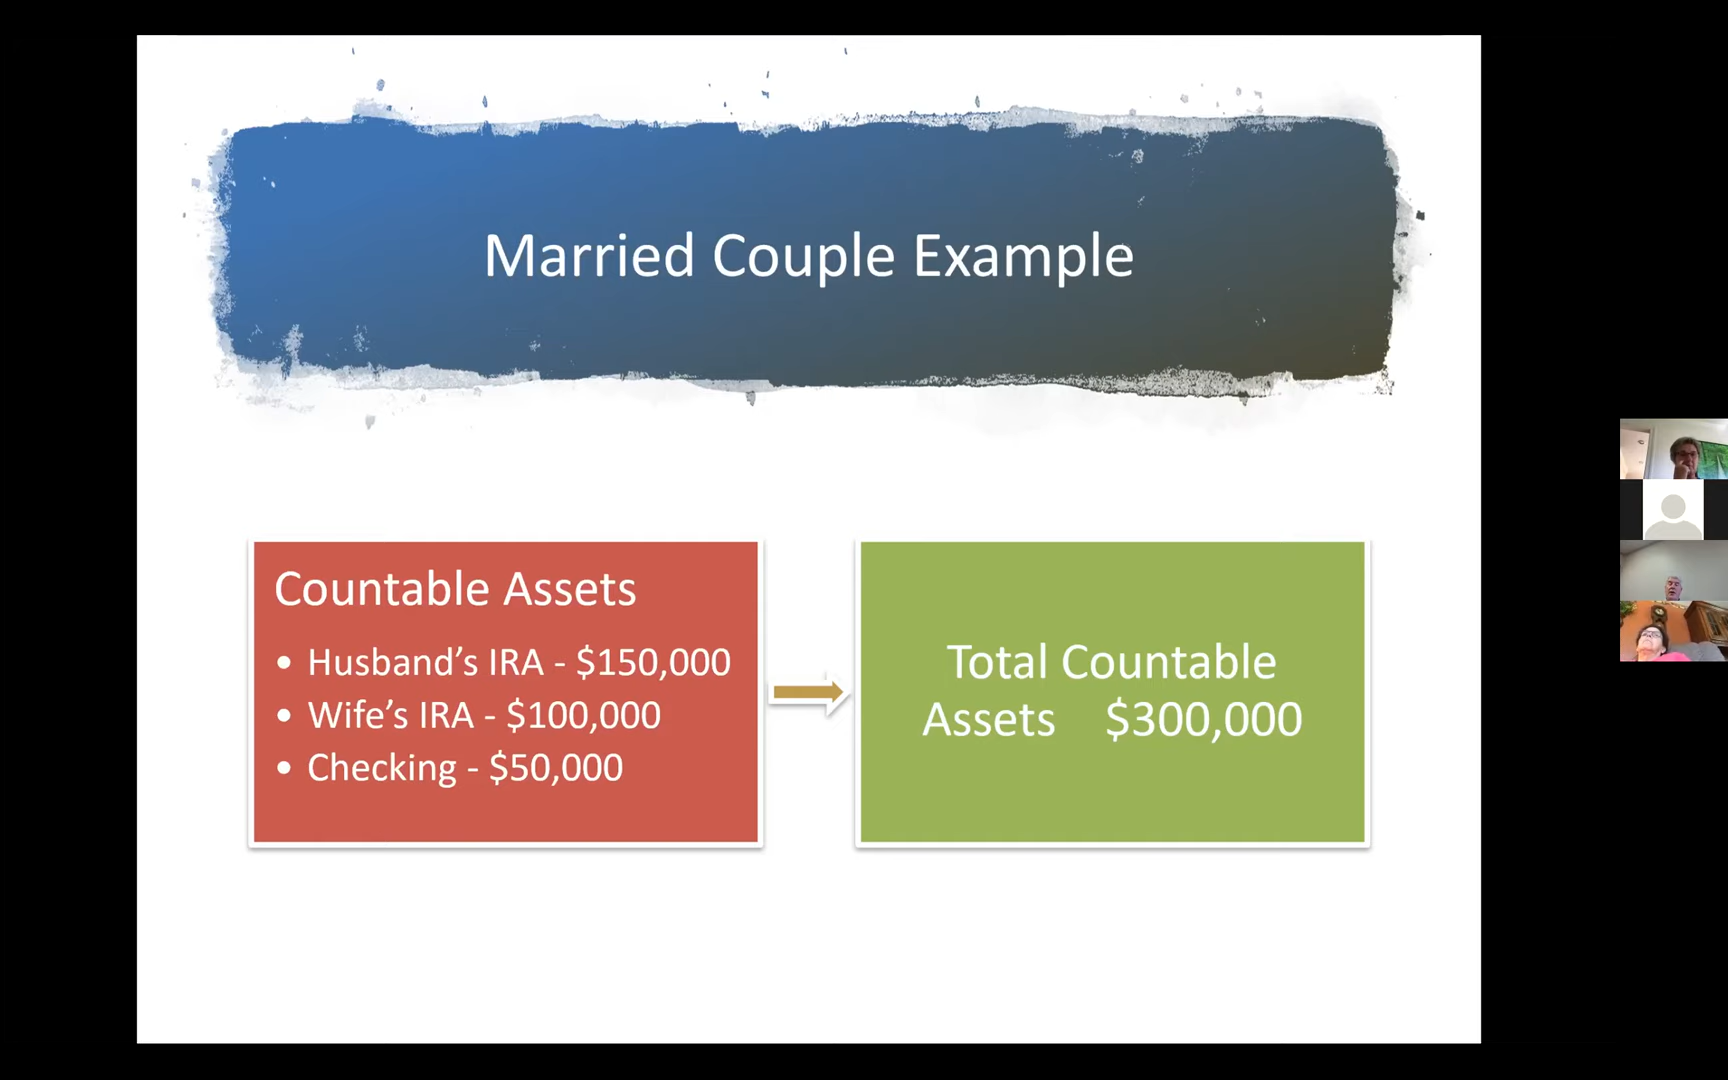 Married Couple Example
Countable Assets
• Husband’s IRA - $150,000
• Wife’s IRA - $100,000
• Checking - $50,000
Total Countable
Assets $300,000